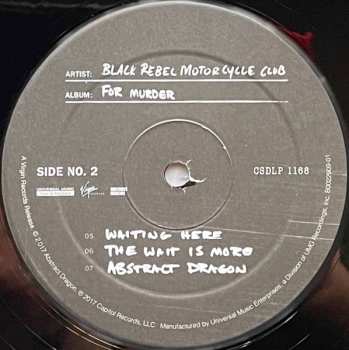 ARTIST: BLACK REBEL MOTORCYCLE CLUB
ALBUM: FOR MURDER
SIDE NO. 2
Virgin
CSDLP 1168
05 WAITING HERE
06 THE WAIT IS MORE
07 ABSTRACT DRAGON
A Virgin Records Release ℗ 2017 Abstract Dragon. © 2017 Capitol Records, LLC Manufactured by Universal Music Enterprises, a Division of UMG Recordings, Inc.